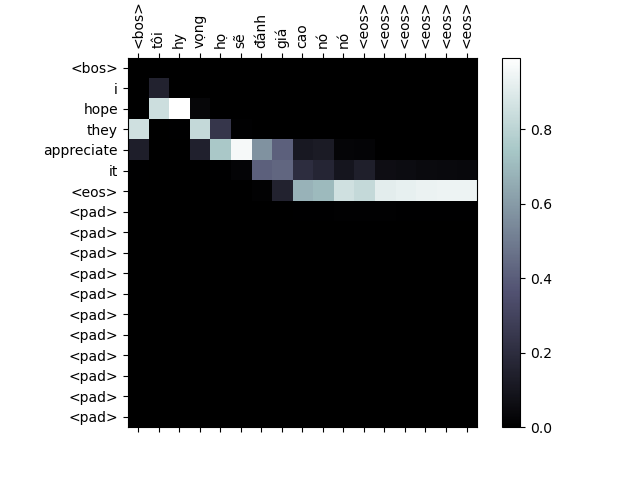 <bos> tôi hy vọng họ sẽ đánh giá cao nó nó <eos> <eos> <eos> <eos> <eos> <eos>
<bos>
i
hope
they
appreciate
it
<eos>
<pad>
<pad>
<pad>
<pad>
<pad>
<pad>
<pad>
<pad>
<pad>
<pad>
<pad>
0.8
0.6
0.4
0.2
0.0